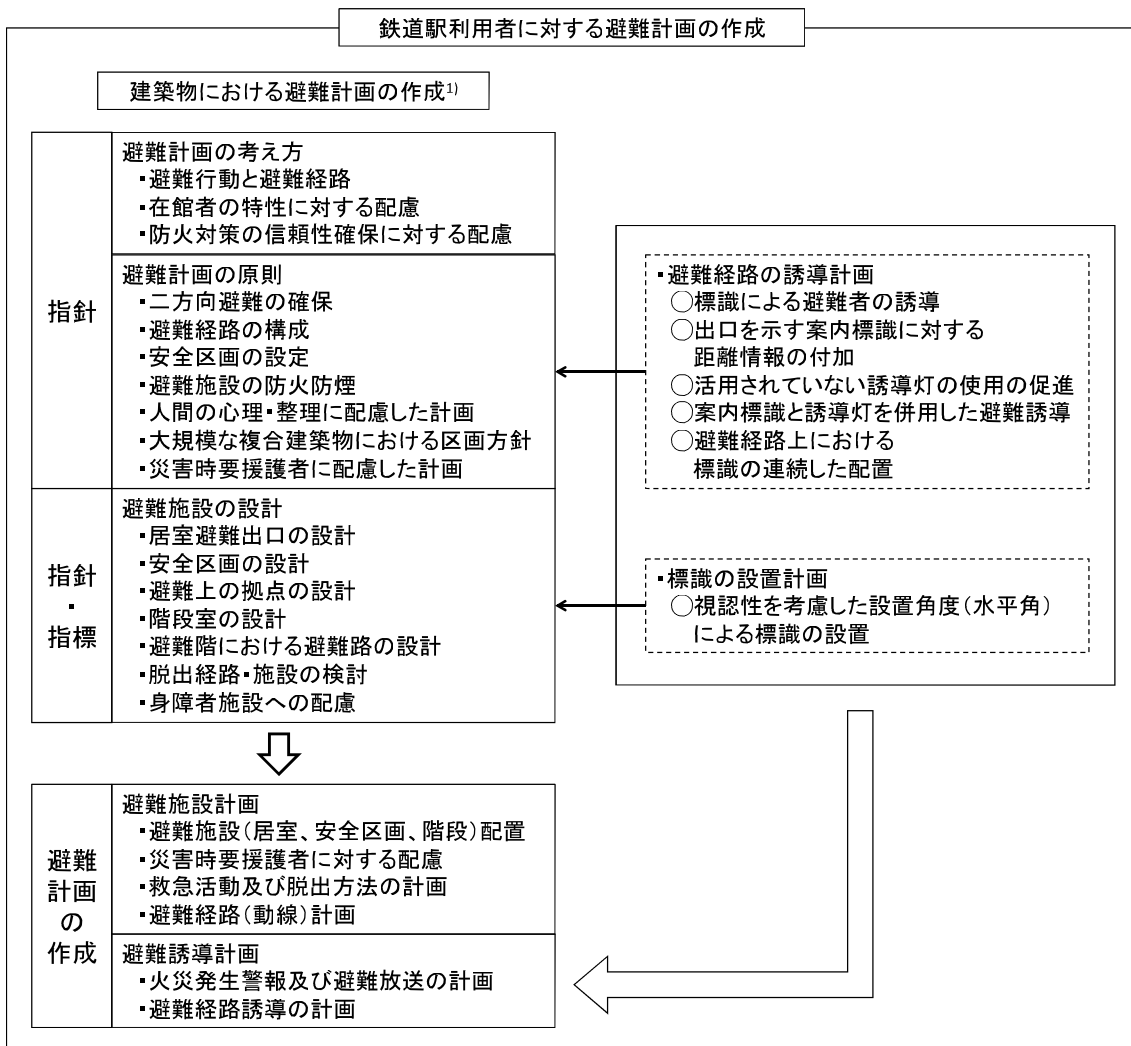 鉄道駅利用者に対する避難計画の作成
建築物における避難計画の作成1)
指針
避難計画の考え方
・避難行動と避難経路
・在館者の特性に対する配慮
・防火対策の信頼性確保に対する配慮
避難計画の原則
・二方向避難の確保
・避難経路の構成
・安全区画の設定
・避難施設の防火防煙
・人間の心理・整理に配慮した計画
・大規模な複合建築物における区画方針
・災害時要援護者に配慮した計画
指針
・
指標
避難施設の設計
・居室避難出口の設計
・安全区画の設計
・避難上の拠点の設計
・階段室の設計
・避難階における避難路の設計
・脱出経路・施設の検討
・身障者施設への配慮
・避難経路の誘導計画
○標識による避難者の誘導
○出口を示す案内標識に対する
距離情報の付加
○活用されていない誘導灯の使用の促進
○案内標識と誘導灯を併用した避難誘導
○避難経路上における
標識の連続した配置
・標識の設置計画
○視認性を考慮した設置角度(水平角)
による標識の設置
避難
計画
の
作成
避難施設計画
・避難施設(居室、安全区画、階段)配置
・災害時要援護者に対する配慮
・救急活動及び脱出方法の計画
・避難経路(動線)計画
避難誘導計画
・火災発生警報及び避難放送の計画
・避難経路誘導の計画